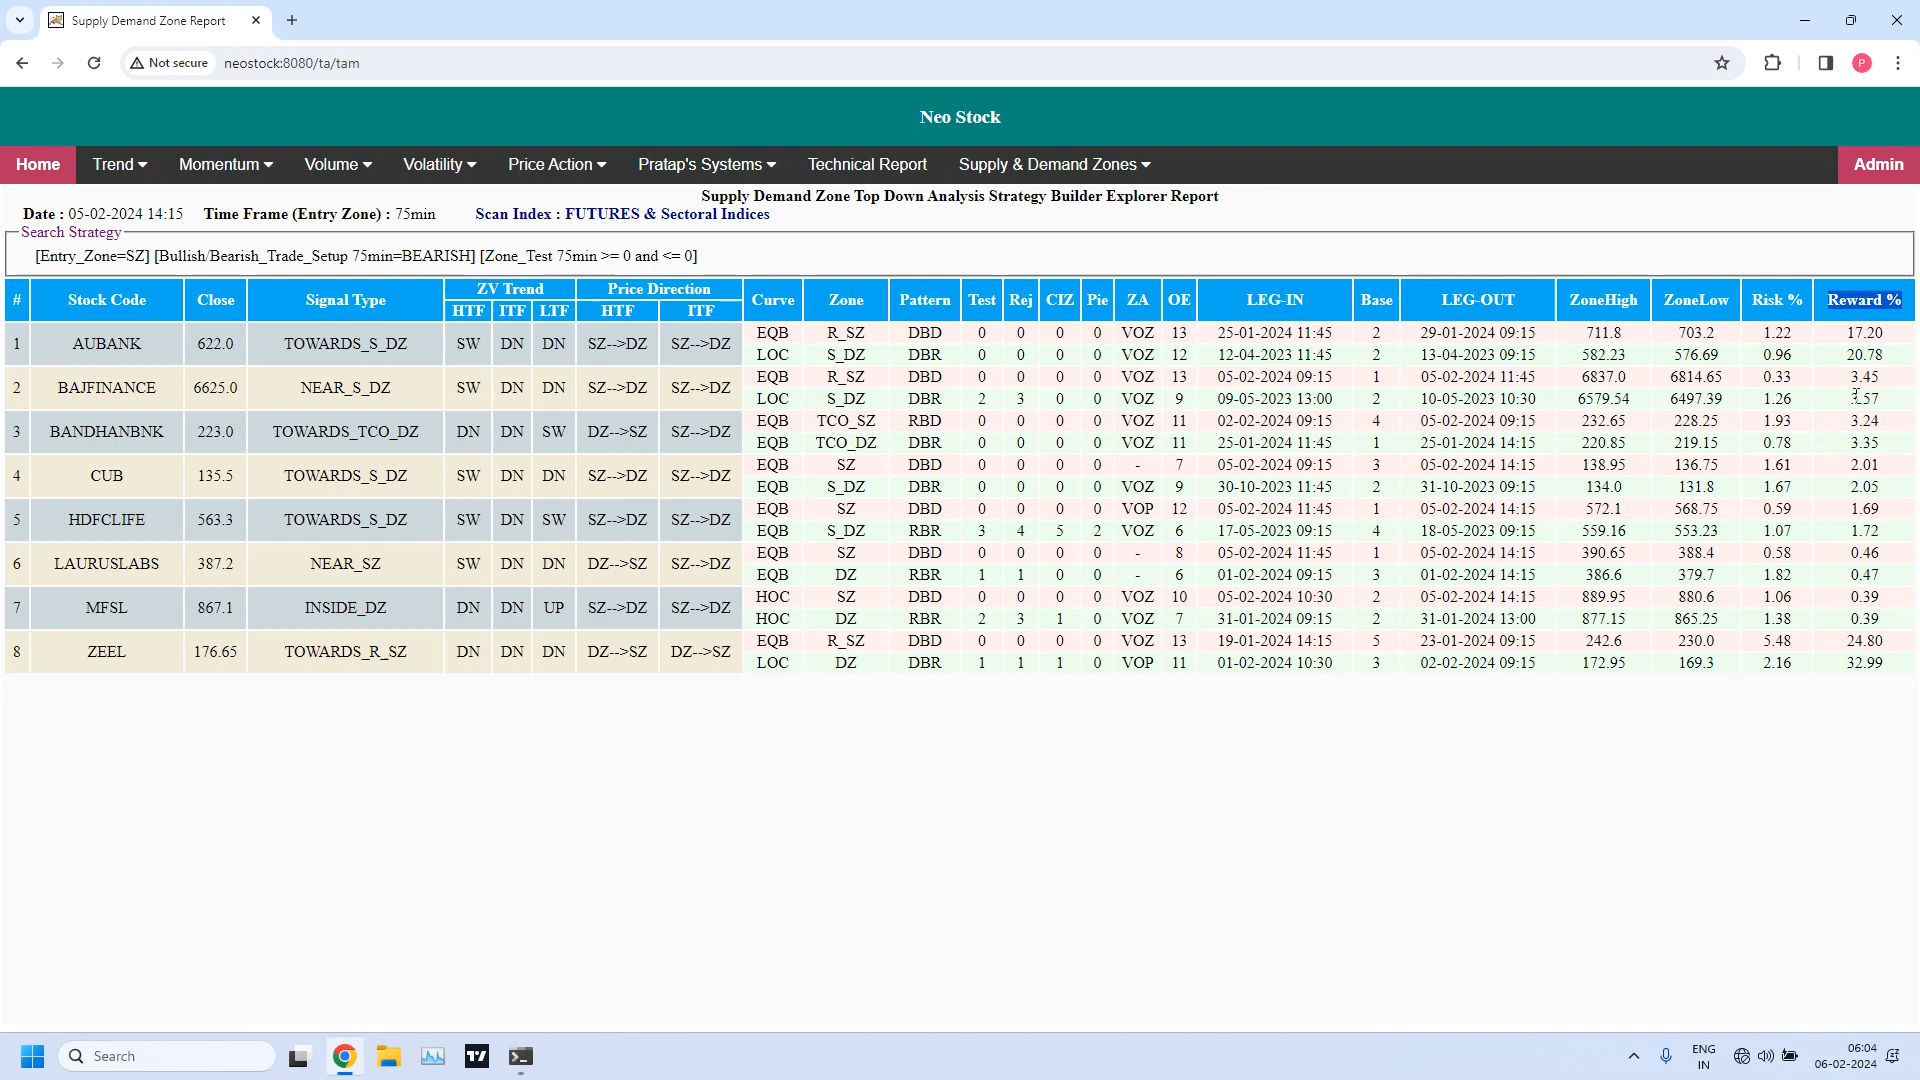 Supply Demand Zone Report
Not secure neostock:8080/ta/tam P
Neo Stock
Home Trend Momentum Volume Volatility Price Action Pratap's Systems Technical Report Supply & Demand Zones Admin
Supply Demand Zone Top Down Analysis Strategy Builder Explorer Report
Date : 05-02-2024 14:15 Time Frame (Entry Zone) : 75min Scan Index : FUTURES & Sectoral Indices
Search Strategy
[Entry_Zone=SZ] [Bullish/Bearish_Trade_Setup 75min=BEARISH] [Zone_Test 75min >= 0 and <= 0]
# Stock Code Close Signal Type ZV Trend Price Direction Curve Zone Pattern Test Rej CIZ Pie ZA OE LEG-IN Base LEG-OUT ZoneHigh ZoneLow Risk % Reward %
HTF ITF LTF HTF ITF
1 AUBANK 622.0 TOWARDS_S_DZ SW DN DN SZ-->DZ SZ-->DZ EQB R_SZ DBD 0 0 0 0 VOZ 13 25-01-2024 11:45 2 29-01-2024 09:15 711.8 703.2 1.22 17.20
LOC S_DZ DBR 0 0 0 0 VOZ 12 12-04-2023 11:45 2 13-04-2023 09:15 582.23 576.69 0.96 20.78
2 BAJFINANCE 6625.0 NEAR_S_DZ SW DN DN SZ-->DZ SZ-->DZ EQB R_SZ DBD 0 0 0 0 VOZ 13 05-02-2024 09:15 1 05-02-2024 11:45 6837.0 6814.65 0.33 3.45
LOC S_DZ DBR 2 3 0 0 VOZ 9 09-05-2023 13:00 2 10-05-2023 10:30 6579.54 6497.39 1.26 .57
3 BANDHANBNK 223.0 TOWARDS_TCO_DZ DN DN SW DZ-->SZ SZ-->DZ EQB TCO_SZ RBD 0 0 0 0 VOZ 11 02-02-2024 09:15 4 05-02-2024 09:15 232.65 228.25 1.93 3.24
EQB TCO_DZ DBR 0 0 0 0 VOZ 11 25-01-2024 11:45 1 25-01-2024 14:15 220.85 219.15 0.78 3.35
4 CUB 135.5 TOWARDS_S_DZ SW DN DN SZ-->DZ SZ-->DZ EQB SZ DBD 0 0 0 0 - 7 05-02-2024 09:15 3 05-02-2024 14:15 138.95 136.75 1.61 2.01
EQB S_DZ DBR 0 0 0 0 VOZ 9 30-10-2023 11:45 2 31-10-2023 09:15 134.0 131.8 1.67 2.05
5 HDFCLIFE 563.3 TOWARDS_S_DZ SW DN SW SZ-->DZ SZ-->DZ EQB SZ DBD 0 0 0 0 VOP 12 05-02-2024 11:45 1 05-02-2024 14:15 572.1 568.75 0.59 1.69
EQB S_DZ RBR 3 4 5 2 VOZ 6 17-05-2023 09:15 4 18-05-2023 09:15 559.16 553.23 1.07 1.72
6 LAURUSLABS 387.2 NEAR_SZ SW DN DN DZ-->SZ SZ-->DZ EQB SZ DBD 0 0 0 0 - 8 05-02-2024 11:45 1 05-02-2024 14:15 390.65 388.4 0.58 0.46
EQB DZ RBR 1 1 0 0 - 6 01-02-2024 09:15 3 01-02-2024 14:15 386.6 379.7 1.82 0.47
7 MFSL 867.1 INSIDE_DZ DN DN UP SZ-->DZ SZ-->DZ HOC SZ DBD 0 0 0 0 VOZ 10 05-02-2024 10:30 2 05-02-2024 14:15 889.95 880.6 1.06 0.39
HOC DZ RBR 2 3 1 0 VOZ 7 31-01-2024 09:15 2 31-01-2024 13:00 877.15 865.25 1.38 0.39
8 ZEEL 176.65 TOWARDS_R_SZ DN DN DN DZ-->SZ DZ-->SZ EQB R_SZ DBD 0 0 0 0 VOZ 13 19-01-2024 14:15 5 23-01-2024 09:15 242.6 230.0 5.48 24.80
LOC DZ DBR 1 1 1 0 VOP 11 01-02-2024 10:30 3 02-02-2024 09:15 172.95 169.3 2.16 32.99
Search ENG 06:04
IN 06-02-2024